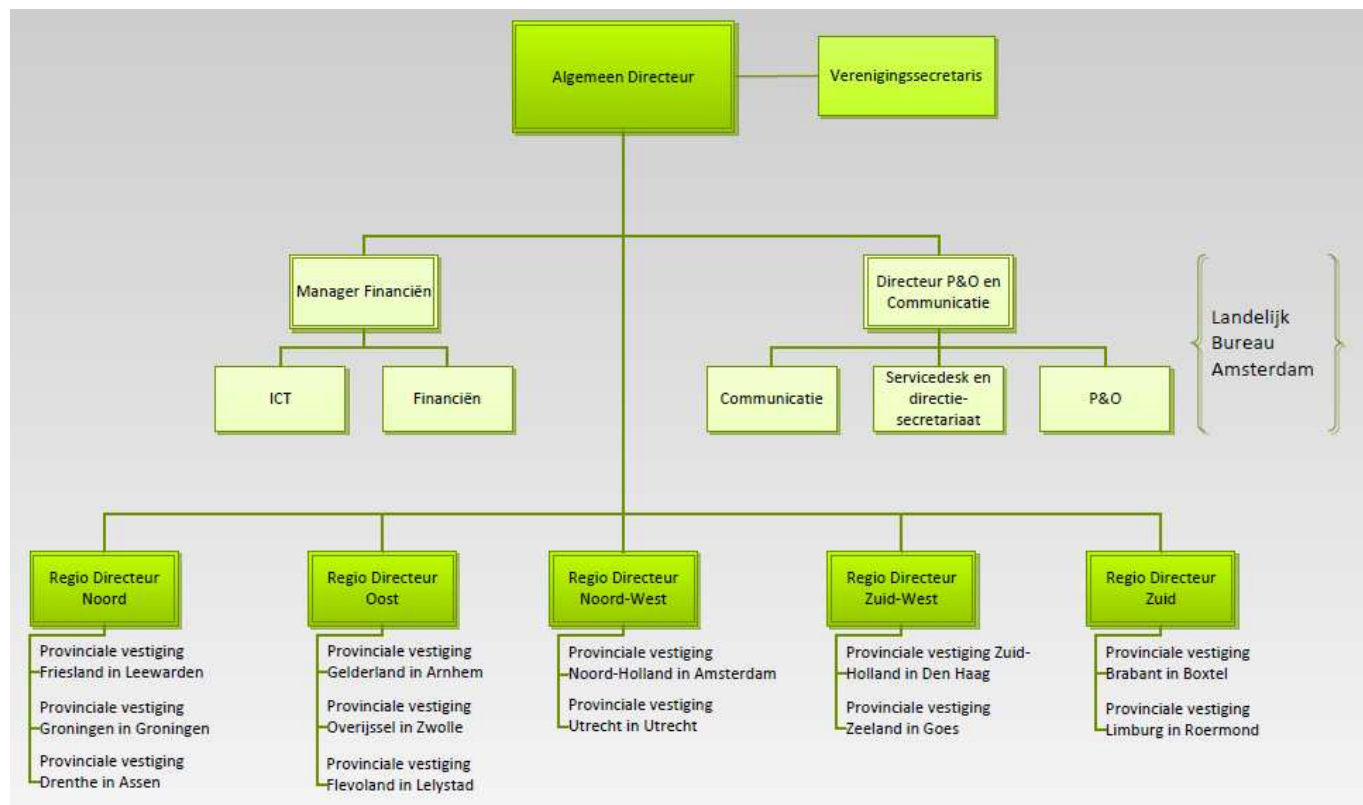 Algemeen Directeur
Verenigingssecretaris
Manager Financiën
Directeur P&O en
Communicatie
Landelijk
Bureau
Amsterdam
ICT
Financiën
Communicatie
Servicedesk en
directie-
secretariaat
P&O
Regio Directeur
Noord
Provinciale vestiging
Friesland in Leewarden
Provinciale vestiging
Groningen in Groningen
Provinciale vestiging
Drenthe in Assen
Regio Directeur
Oost
Provinciale vestiging
Gelderland in Arnhem
Provinciale vestiging
Overijssel in Zwolle
Provinciale vestiging
Flevoland in Lelystad
Regio Directeur
Noord-West
Provinciale vestiging
Noord-Holland in Amsterdam
Provinciale vestiging
Utrecht in Utrecht
Regio Directeur
Zuid-West
Provinciale vestiging Zuid-
Holland in Den Haag
Provinciale vestiging
Zeeland in Goes
Regio Directeur
Zuid
Provinciale vestiging
Brabant in Boxtel
Provinciale vestiging
Limburg in Roermond